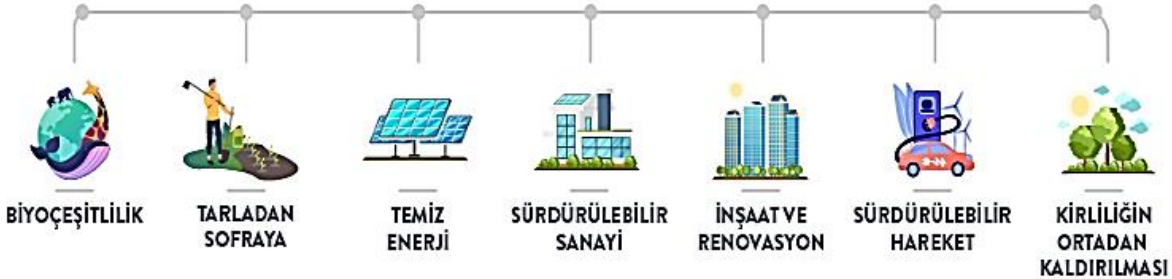 BİYOÇEŞİTLİLİK
TARLADAN
SOFRAYA
TEMİZ
ENERJİ
SÜRDÜRÜLEBİLİR
SANAYİ
İNŞAAT VE
RENOVASYON
SÜRDÜRÜLEBİLİR
HAREKET
KİRLİLİĞİN
ORTADAN
KALDIRILMASI